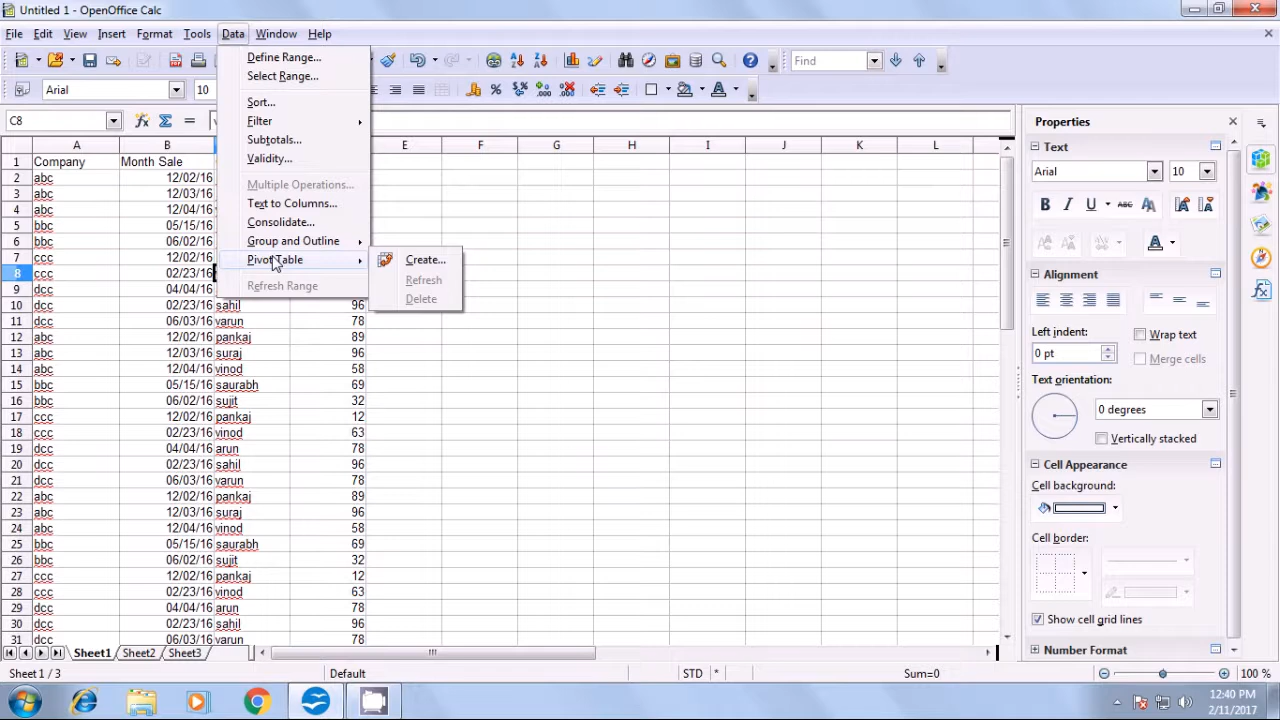 Untitled 1 - OpenOffice Calc
File Edit View Insert Format Tools Data Window Help
Find
Arial 10
C8
Define Range...
Select Range...
Sort...
Filter
Subtotals...
Validity...
Multiple Operations...
Text to Columns...
Consolidate...
Group and Outline
Pivot Table
Refresh Range
Create...
Refresh
Delete
A B E F G H I J K L
1 Company Month Sale
2 abc 12/02/16
3 abc 12/03/16
4 abc 12/04/16
5 bbc 05/15/16
6 bbc 06/02/16
7 ccc 12/02/16
8 ccc 02/23/16
9 dcc 04/04/16
10 dcc 02/23/16 sahil 96
11 dcc 06/03/16 varun 78
12 abc 12/02/16 pankaj 89
13 abc 12/03/16 suraj 96
14 abc 12/04/16 vinod 58
15 bbc 05/15/16 saurabh 69
16 bbc 06/02/16 sujit 32
17 ccc 12/02/16 pankaj 12
18 ccc 02/23/16 vinod 63
19 dcc 04/04/16 arun 78
20 dcc 02/23/16 sahil 96
21 dcc 06/03/16 varun 78
22 abc 12/02/16 pankaj 89
23 abc 12/03/16 suraj 96
24 abc 12/04/16 vinod 58
25 bbc 05/15/16 saurabh 69
26 bbc 06/02/16 sujit 32
27 ccc 12/02/16 pankaj 12
28 ccc 02/23/16 vinod 63
29 dcc 04/04/16 arun 78
30 dcc 02/23/16 sahil 96
31 dcc 06/03/16 varun 78
Properties
Text
Arial 10
Alignment
Left indent:
0 pt
Wrap text
Merge cells
Text orientation:
0 degrees
Vertically stacked
Cell Appearance
Cell background:
Cell border:
Show cell grid lines
Number Format
Sheet1 Sheet2 Sheet3
Sheet 1 / 3 Default STD * Sum=0 100 %
12:40 PM
2/11/2017